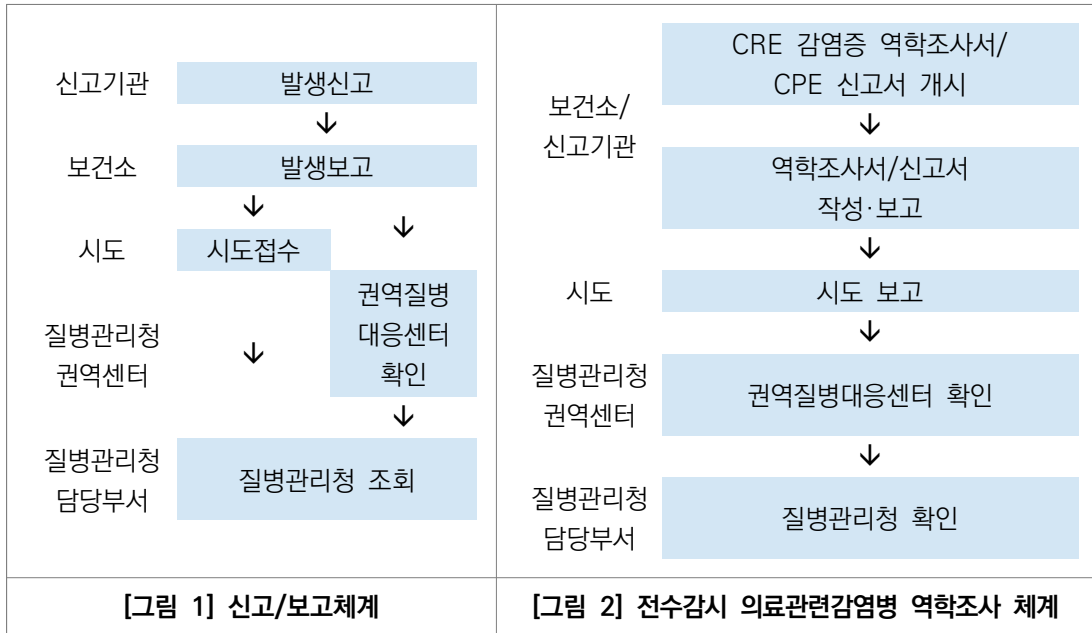 신고기관
발생신고
↓
보건소
발생보고
↓
↓
시도
시도접수
질병관리청
권역센터
↓
권역질병
대응센터
확인
↓
질병관리청
담당부서
질병관리청 조회
[그림 1] 신고/보고체계
보건소/
신고기관
CRE 감염증 역학조사서/
CPE 신고서 개시
↓
역학조사서/신고서
작성·보고
↓
시도
시도 보고
↓
질병관리청
권역센터
권역질병대응센터 확인
↓
질병관리청
담당부서
질병관리청 확인
[그림 2] 전수감시 의료관련감염병 역학조사 체계